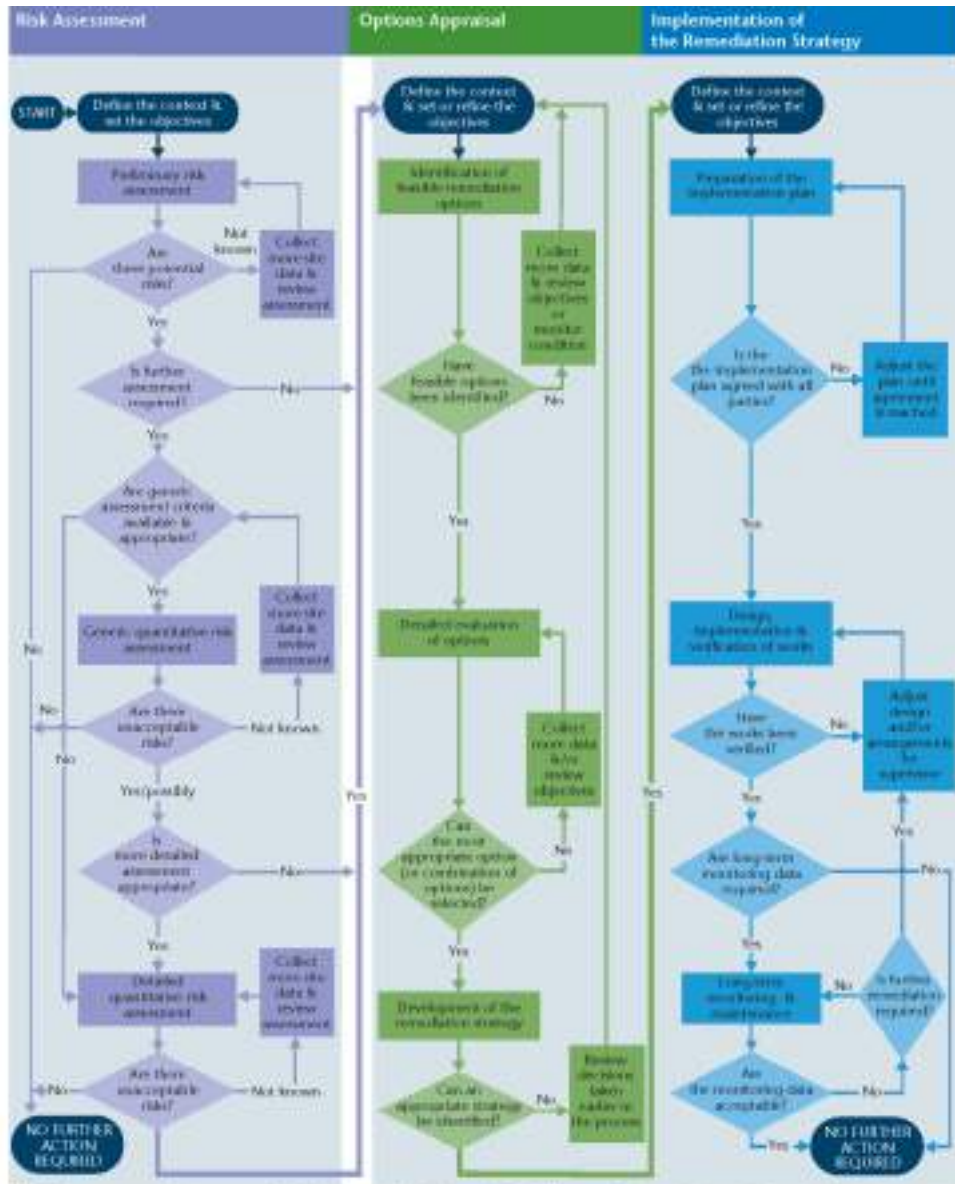 Risk Assessment
START
Define the context &
set the objectives
Preliminary risk
assessment
Not
known
Collect
more site
data &
review
assessment
Are
there potential
risks?
Yes
Is further
assessment
required?
No
Yes
Are generic
assessment criteria
available &
appropriate?
Yes
Collect
more site
data &
review
assessment
Generic quantitative risk
assessment
No
No
No
Are there
unacceptable
risks?
Not known
Yes/possibly
Is
more detailed
assessment
appropriate?
No
Yes
Collect
more site
data &
review
assessment
Detailed
quantitative risk
assessment
Are there
unacceptable
risks?
No
Not known
NO FURTHER
ACTION
REQUIRED
Yes
Options Appraisal
Define the context
& set or refine the
objectives
Identification of
feasible remediation
options
Collect
more data
& review
objectives
or
monitor
condition
Have
feasible options
been identified?
No
Yes
Detailed evaluation
of options
Collect
more data
&/or
review
objectives
Can
the most
appropriate option
(or combination of
options) be
selected?
No
Yes
Development of the
remediation strategy
Can an
appropriate strategy
be identified?
No
Review
decisions
taken
earlier in
the process
Yes
Implementation of
the Remediation Strategy
Define the context
& set or refine the
objectives
Preparation of the
implementation plan
Is the
the implementation
plan agreed with all
parties?
No
Adjust the
plan until
agreement
is reached
Yes
Design,
implementation &
verification of works
Have
the works been
verified?
No
Adjust
design
and/or
arrangements
for
supervision
Yes
Yes
Are long-term
monitoring data
required?
No
Yes
Long-term
monitoring &
maintenance
No
Is further
remediation
required?
Are
the monitoring data
acceptable?
No
Yes
NO FURTHER
ACTION
REQUIRED